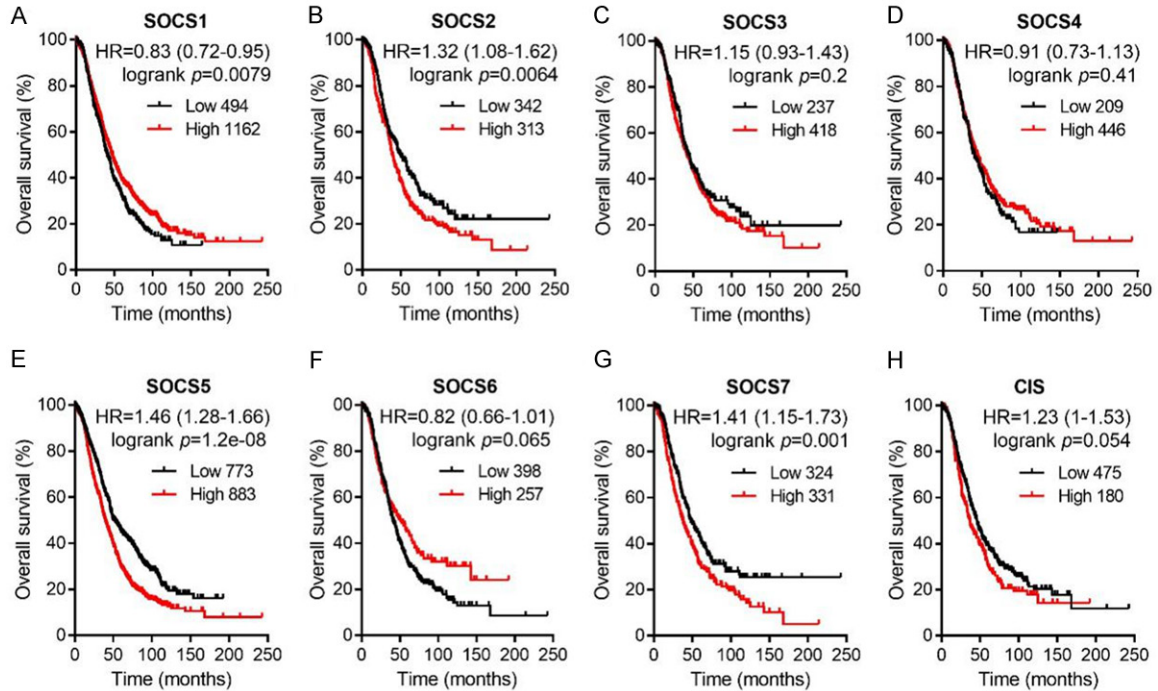 A
SOCS1
HR=0.83 (0.72-0.95)
logrank p=0.0079
Low 494
High 1162
Overall survival (%)
100
80
60
40
20
0
0 50 100 150 200 250
Time (months)
B
SOCS2
HR=1.32 (1.08-1.62)
logrank p=0.0064
Low 342
High 313
Overall survival (%)
100
80
60
40
20
0
0 50 100 150 200 250
Time (months)
C
SOCS3
HR=1.15 (0.93-1.43)
logrank p=0.2
Low 237
High 418
Overall survival (%)
100
80
60
40
20
0
0 50 100 150 200 250
Time (months)
D
SOCS4
HR=0.91 (0.73-1.13)
logrank p=0.41
Low 209
High 446
Overall survival (%)
100
80
60
40
20
0
0 50 100 150 200 250
Time (months)
E
SOCS5
HR=1.46 (1.28-1.66)
logrank p=1.2e-08
Low 773
High 883
Overall survival (%)
100
80
60
40
20
0
0 50 100 150 200 250
Time (months)
F
SOCS6
HR=0.82 (0.66-1.01)
logrank p=0.065
Low 398
High 257
Overall survival (%)
00
80
60
40
20
0
0 50 100 150 200 250
Time (months)
G
SOCS7
HR=1.41 (1.15-1.73)
logrank p=0.001
Low 324
High 331
Overall survival (%)
100
80
60
40
20
0
0 50 100 150 200 250
Time (months)
H
CIS
HR=1.23 (1-1.53)
logrank p=0.054
Low 475
High 180
Overall survival (%)
100
80
60
40
20
0
0 50 100 150 200 250
Time (months)